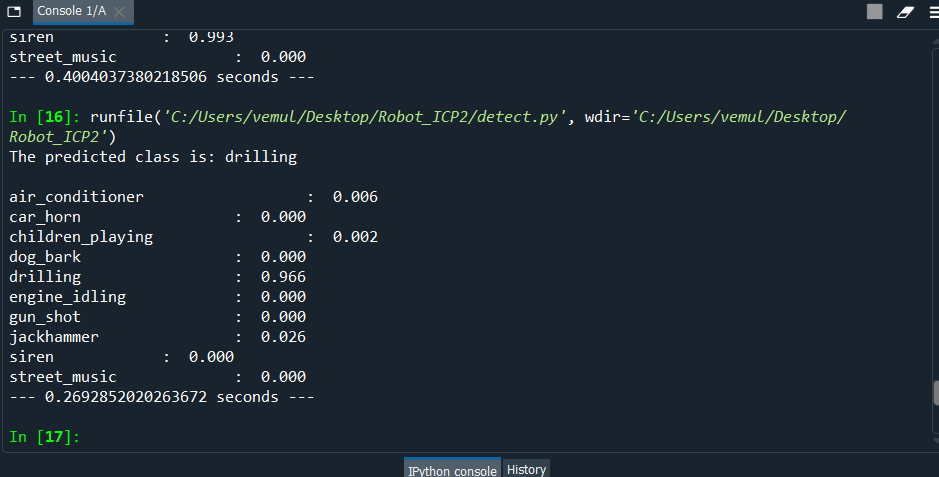 Console 1/A
siren : 0.993
street_music : 0.000
--- 0.4004037380218506 seconds ---
In [16]: runfile('C:/Users/vemul/Desktop/Robot_ICP2/detect.py', wdir='C:/Users/vemul/Desktop/
Robot_ICP2')
The predicted class is: drilling
air_conditioner : 0.006
car_horn : 0.000
children_playing : 0.002
dog_bark : 0.000
drilling : 0.966
engine_idling : 0.000
gun_shot : 0.000
jackhammer : 0.026
siren : 0.000
street_music : 0.000
--- 0.2692852020263672 seconds ---
In [17]:
IPython console History